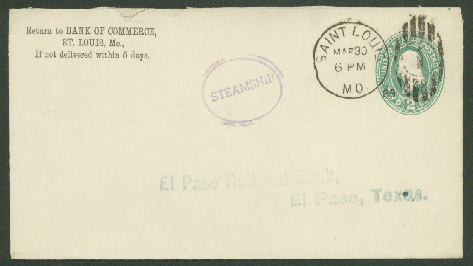 Return to BANK OF COMMERCE,
ST. LOUIS, Mo.,
If not delivered within 5 days.
SAINT LOUIS
MAR 30
6 PM
MO
STEAMSHIP
El Paso National Bank,
El Paso, Texas.